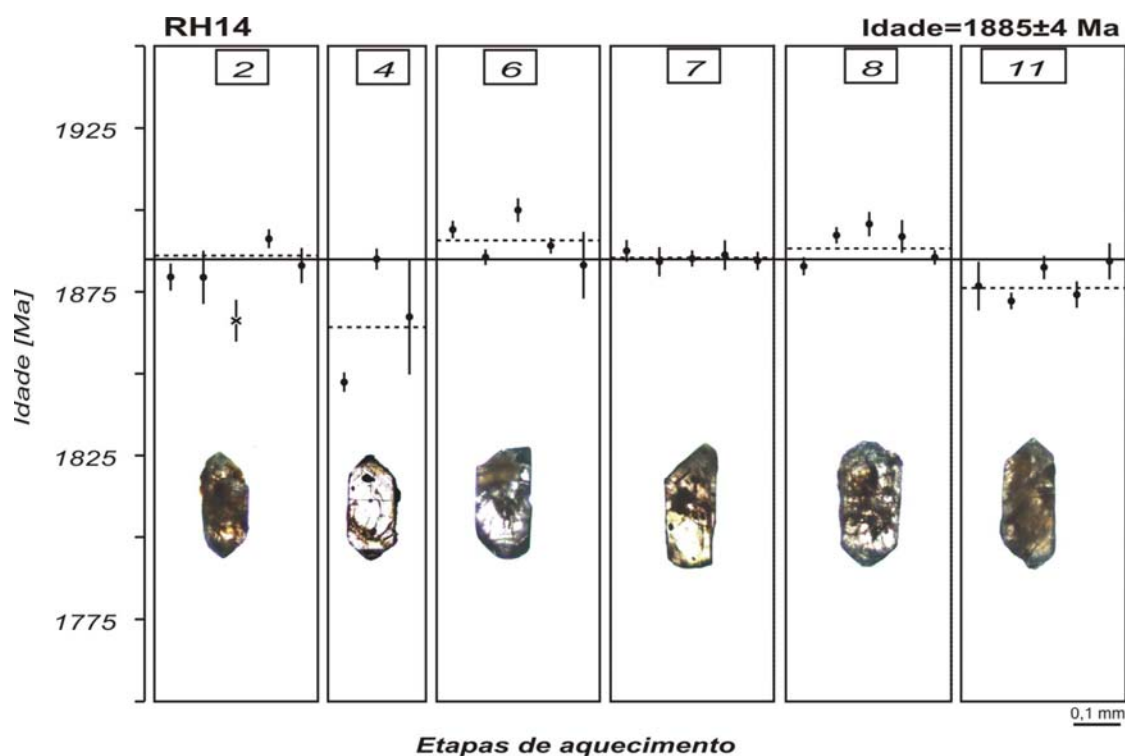 RH14
Idade=1885±4 Ma
2 4 6 7 8 11
Idade [Ma]
1925
1875
1825
1775
0,1 mm
Etapas de aquecimento